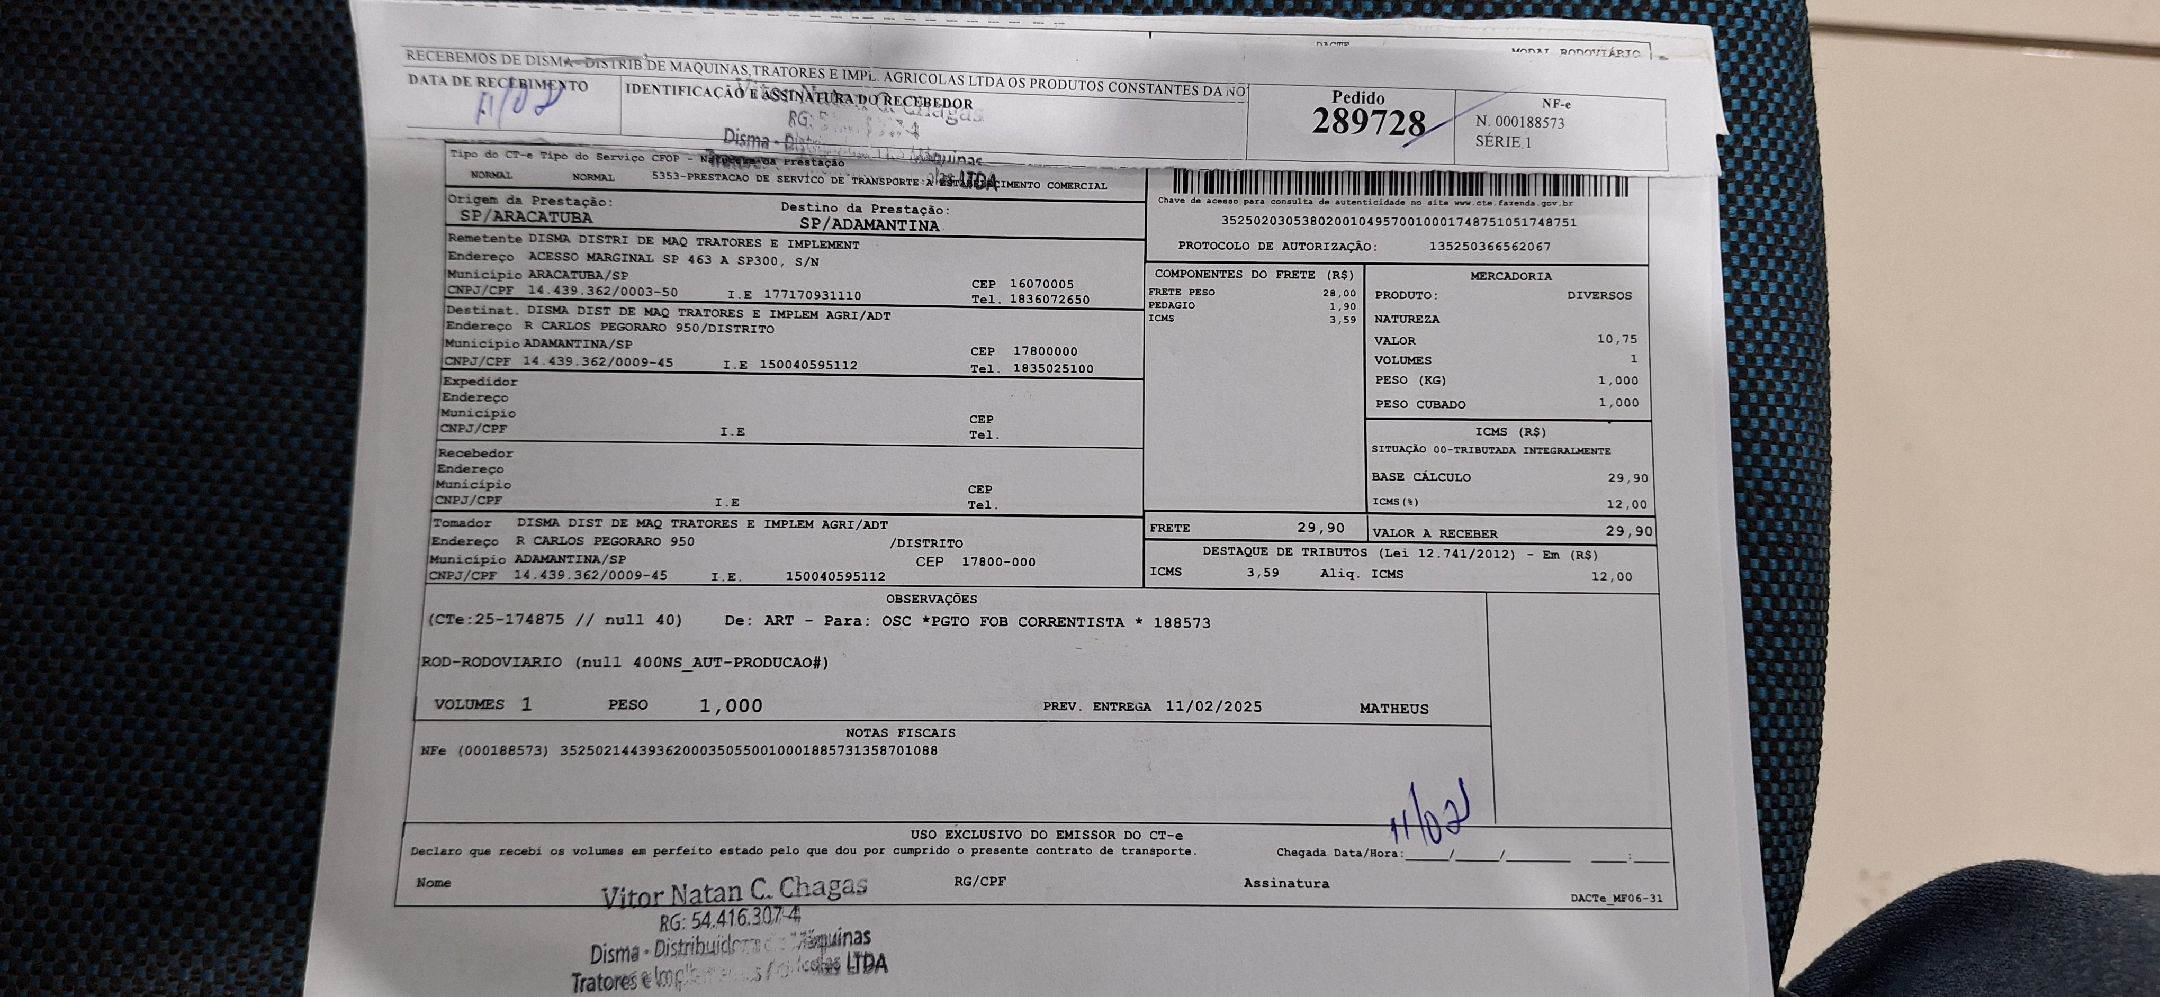 DACTE
MODAL RODOVIÁRIO
RECEBEMOS DE DISMA-DISTRIB DE MAQUINAS,TRATORES E IMPL. AGRICOLAS LTDA OS PRODUTOS CONSTANTES DA NO
DATA DE RECEBIMENTO
11/02
IDENTIFICAÇÃO E ASSINATURA DO RECEBEDOR
Pedido
289728
NF-e
N. 000188573
SÉRIE 1
Tipo do CT-e Tipo do Serviço CFOP - Natureza da Prestação
NORMAL NORMAL 5353-PRESTACAO DE SERVICO DE TRANSPORTE A ESTABELECIMENTO COMERCIAL
Origem da Prestação: Destino da Prestação:
SP/ARACATUBA SP/ADAMANTINA
Chave de acesso para consulta de autenticidade no site www.cte.fazenda.gov.br
35250203053802001049570010001748751051748751
PROTOCOLO DE AUTORIZAÇÃO: 135250366562067
Remetente DISMA DISTRI DE MAQ TRATORES E IMPLEMENT
Endereço ACESSO MARGINAL SP 463 A SP300, S/N
Município ARACATUBA/SP CEP 16070005
CNPJ/CPF 14.439.362/0003-50 I.E 177170931110 Tel. 1836072650
Destinat. DISMA DIST DE MAQ TRATORES E IMPLEM AGRI/ADT
Endereço R CARLOS PEGORARO 950/DISTRITO
Município ADAMANTINA/SP CEP 17800000
CNPJ/CPF 14.439.362/0009-45 I.E 150040595112 Tel. 1835025100
Expedidor
Endereço
Município CEP
CNPJ/CPF I.E Tel.
Recebedor
Endereço
Município CEP
CNPJ/CPF I.E Tel.
Tomador DISMA DIST DE MAQ TRATORES E IMPLEM AGRI/ADT
Endereço R CARLOS PEGORARO 950 /DISTRITO
Município ADAMANTINA/SP CEP 17800-000
CNPJ/CPF 14.439.362/0009-45 I.E. 150040595112
COMPONENTES DO FRETE (R$)
FRETE PESO 28,00
PEDAGIO 1,90
ICMS 3,59
MERCADORIA
PRODUTO: DIVERSOS
NATUREZA
VALOR 10,75
VOLUMES 1
PESO (KG) 1,000
PESO CUBADO 1,000
ICMS (R$)
SITUAÇÃO 00-TRIBUTADA INTEGRALMENTE
BASE CÁLCULO 29,90
ICMS(%) 12,00
FRETE 29,90 VALOR A RECEBER 29,90
DESTAQUE DE TRIBUTOS (Lei 12.741/2012) - Em (R$)
ICMS 3,59 Aliq. ICMS 12,00
OBSERVAÇÕES
(CTe:25-174875 // null 40) De: ART - Para: OSC *PGTO FOB CORRENTISTA * 188573
ROD-RODOVIARIO (null 400NS_AUT-PRODUCAO#)
VOLUMES 1 PESO 1,000 PREV. ENTREGA 11/02/2025 MATHEUS
NOTAS FISCAIS
NFe (000188573) 35250214439362000350550010001885731358701088
11/02
USO EXCLUSIVO DO EMISSOR DO CT-e
Declaro que recebi os volumes em perfeito estado pelo que dou por cumprido o presente contrato de transporte. Chegada Data/Hora:____/_____/_______ ____:____
Nome RG/CPF Assinatura
DACTe_MF06-31
Vitor Natan C. Chagas
RG: 54.416.307-4
Disma - Distribuidora de Máquinas
Tratores e Implementos Agrícolas LTDA